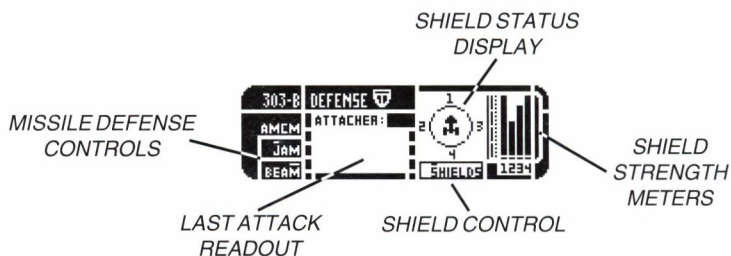 SHIELD STATUS
DISPLAY
303-B DEFENSE
1
ATTACKER:
AMCM
2 3
MISSILE DEFENSE
CONTROLS
JAM
4
BEAM
SHIELDS
1234
SHIELD
STRENGTH
METERS
LAST ATTACK
READOUT
SHIELD CONTROL